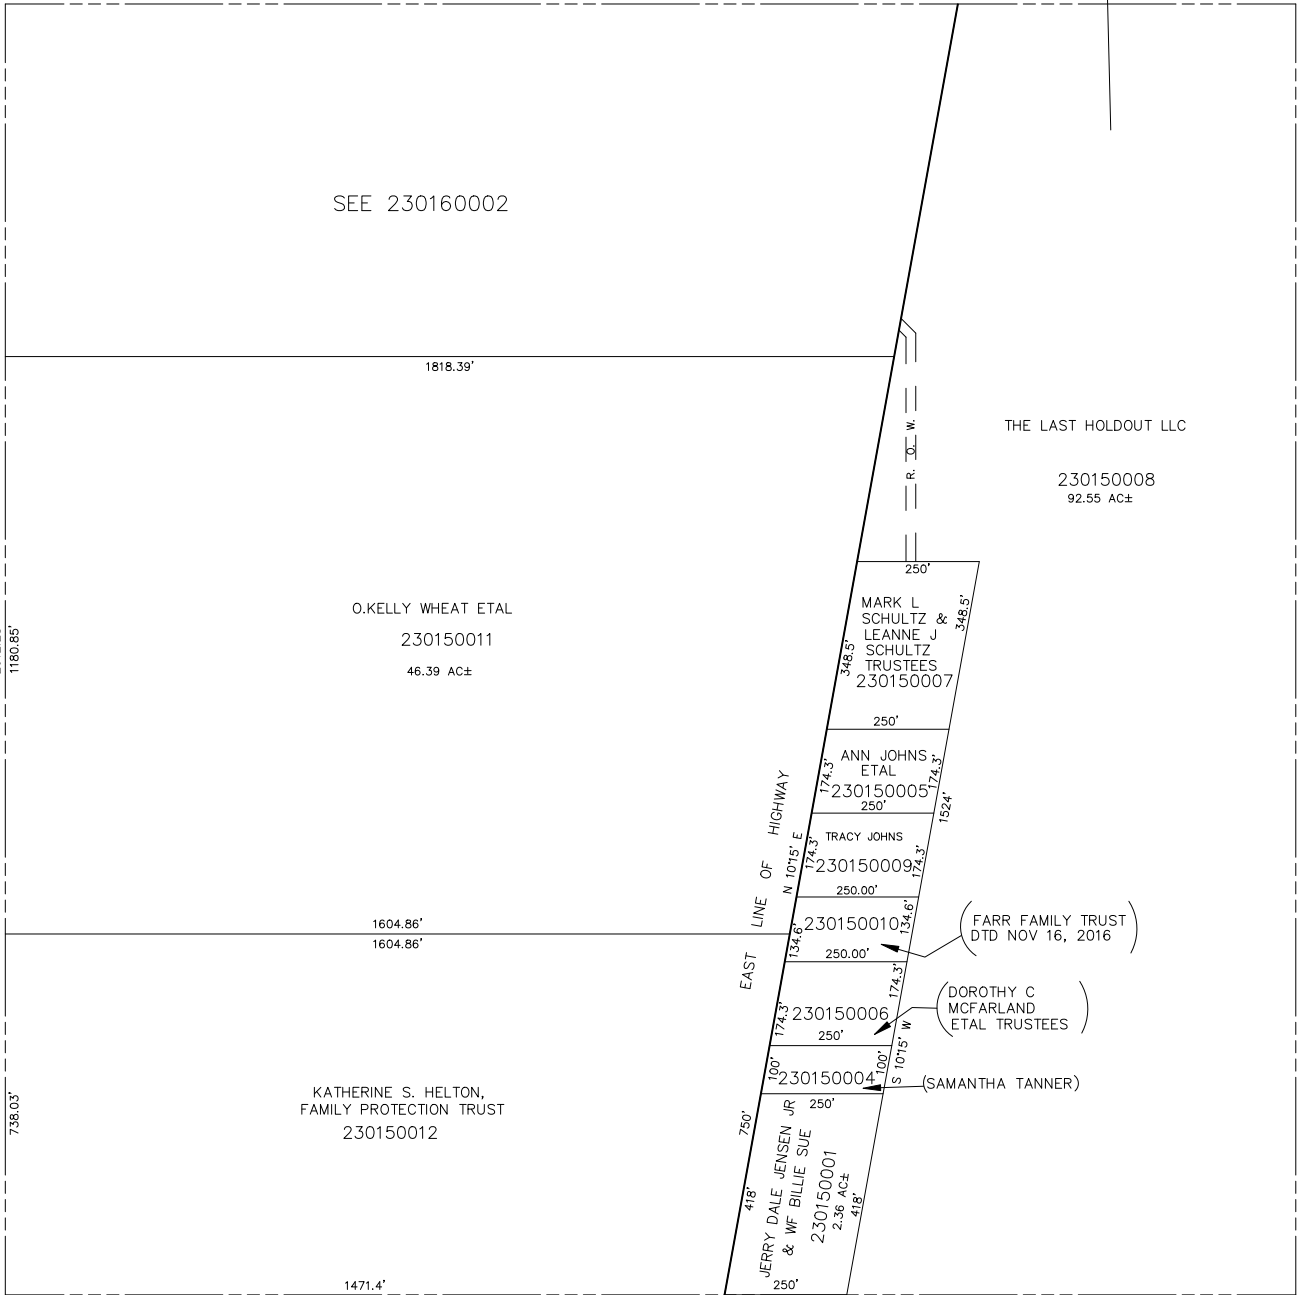 SEE 230160002
1818.39'
R. O. W.
THE LAST HOLDOUT LLC
230150008
92.55 AC±
250'
MARK L
SCHULTZ &
LEANNE J
SCHULTZ
TRUSTEES
230150007
348.5'
348.5'
O.KELLY WHEAT ETAL
230150011
46.39 AC±
1180.85'
250'
ANN JOHNS
ETAL
230150005
174.3'
174.3'
250'
1524'
EAST LINE OF HIGHWAY
N 10°15' E
TRACY JOHNS
230150009
174.3'
174.3'
250.00'
230150010
134.6'
134.6'
250.00'
FARR FAMILY TRUST
DTD NOV 16, 2016
1604.86'
1604.86'
174.3'
174.3'
230150006
250'
DOROTHY C
MCFARLAND
ETAL TRUSTEES
S 10°15' W
100'
100'
230150004
(SAMANTHA TANNER)
250'
KATHERINE S. HELTON,
FAMILY PROTECTION TRUST
230150012
738.03'
750'
418'
JERRY DALE JENSEN JR
& WF BILLIE SUE
230150001
2.36 AC±
418'
1471.4'
250'